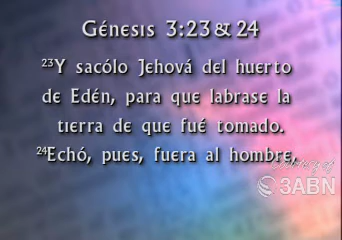 Génesis 3:23 & 24
23Y sacólo Jehová del huerto
de Edén, para que labrase la
tierra de que fué tomado.
24Echó, pues, fuera al hombre,
3ABN